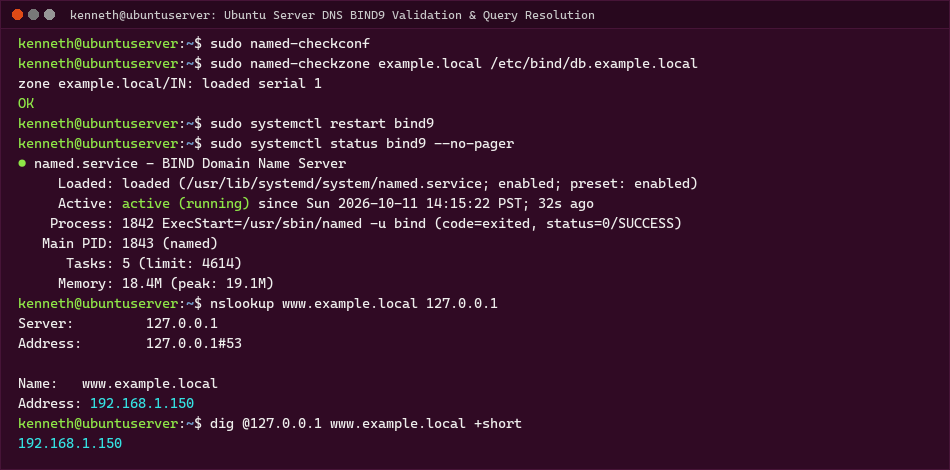 kenneth@ubuntuserver: Ubuntu Server DNS BIND9 Validation & Query Resolution
kenneth@ubuntuserver:~$ sudo named-checkconf
kenneth@ubuntuserver:~$ sudo named-checkzone example.local /etc/bind/db.example.local
zone example.local/IN: loaded serial 1
OK
kenneth@ubuntuserver:~$ sudo systemctl restart bind9
kenneth@ubuntuserver:~$ sudo systemctl status bind9 --no-pager
● named.service - BIND Domain Name Server
     Loaded: loaded (/usr/lib/systemd/system/named.service; enabled; preset: enabled)
     Active: active (running) since Sun 2026-10-11 14:15:22 PST; 32s ago
    Process: 1842 ExecStart=/usr/sbin/named -u bind (code=exited, status=0/SUCCESS)
   Main PID: 1843 (named)
      Tasks: 5 (limit: 4614)
     Memory: 18.4M (peak: 19.1M)
kenneth@ubuntuserver:~$ nslookup www.example.local 127.0.0.1
Server:         127.0.0.1
Address:        127.0.0.1#53

Name:   www.example.local
Address: 192.168.1.150
kenneth@ubuntuserver:~$ dig @127.0.0.1 www.example.local +short
192.168.1.150